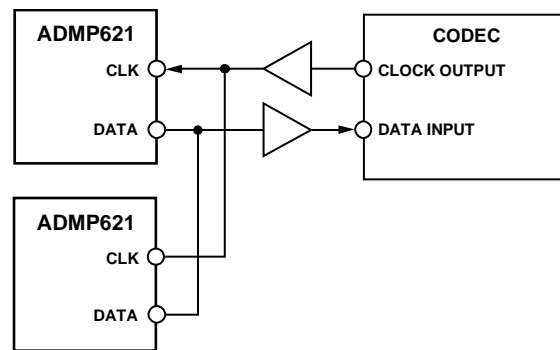 ADMP621
CLK
DATA
CODEC
CLOCK OUTPUT
DATA INPUT
ADMP621
CLK
DATA